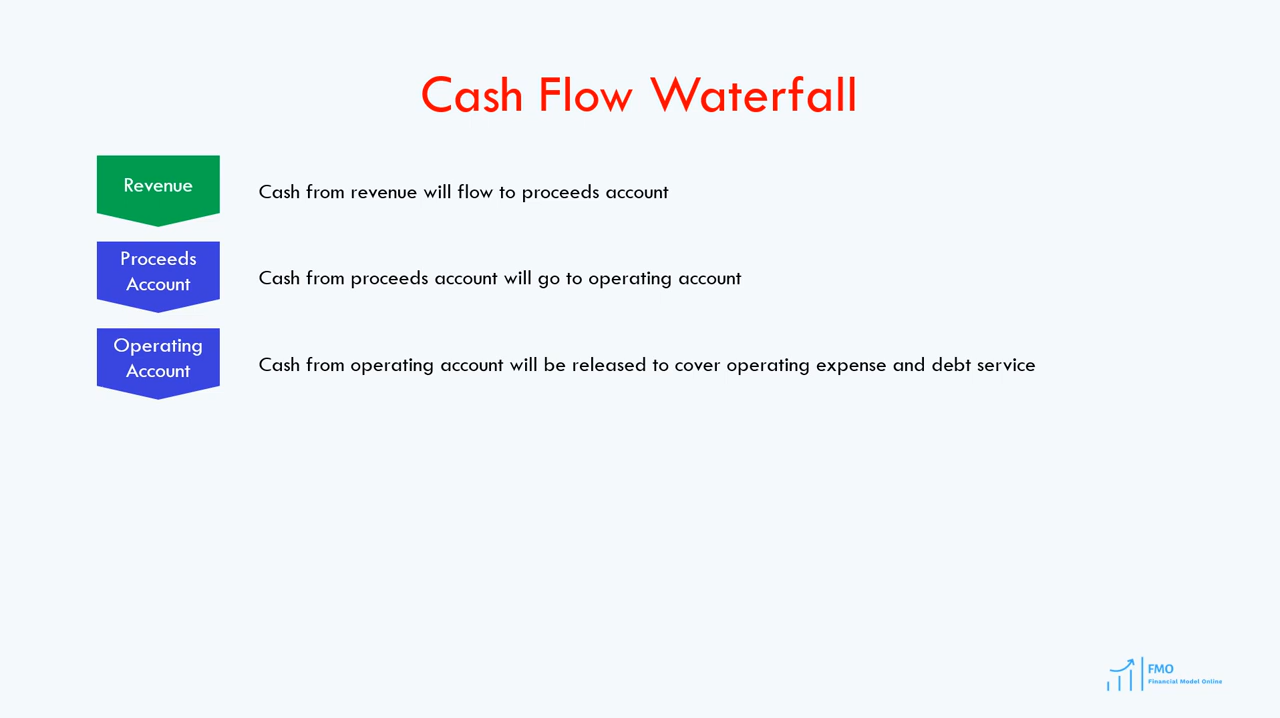 Cash Flow Waterfall
Revenue
Cash from revenue will flow to proceeds account
Proceeds
Account
Cash from proceeds account will go to operating account
Operating
Account
Cash from operating account will be released to cover operating expense and debt service
FMO
Financial Model Online